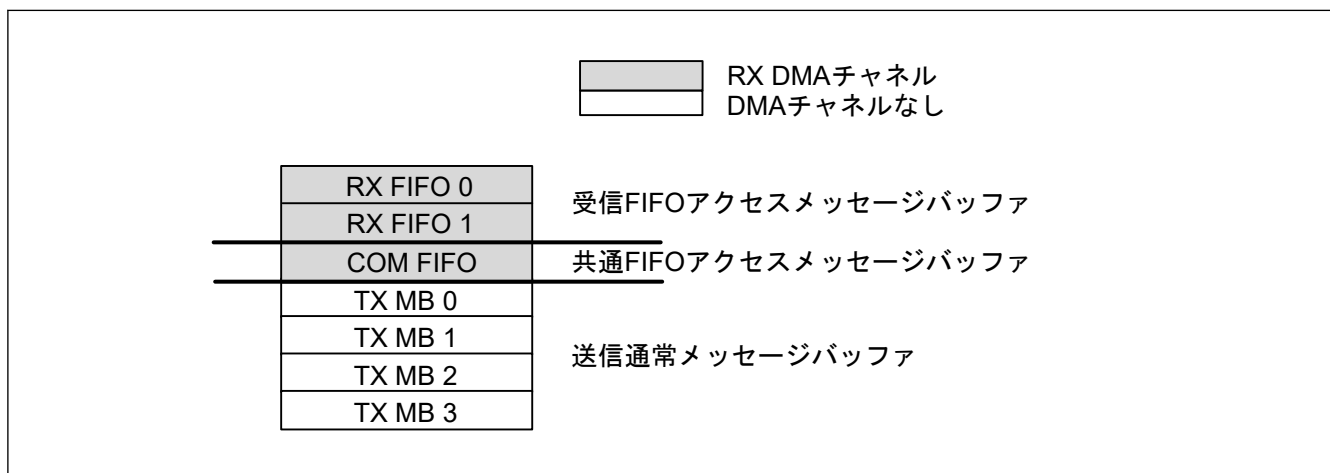 RX DMAチャネル
DMAチャネルなし
RX FIFO 0
RX FIFO 1
受信FIFOアクセスメッセージバッファ
COM FIFO
共通FIFOアクセスメッセージバッファ
TX MB 0
TX MB 1
TX MB 2
TX MB 3
送信通常メッセージバッファ